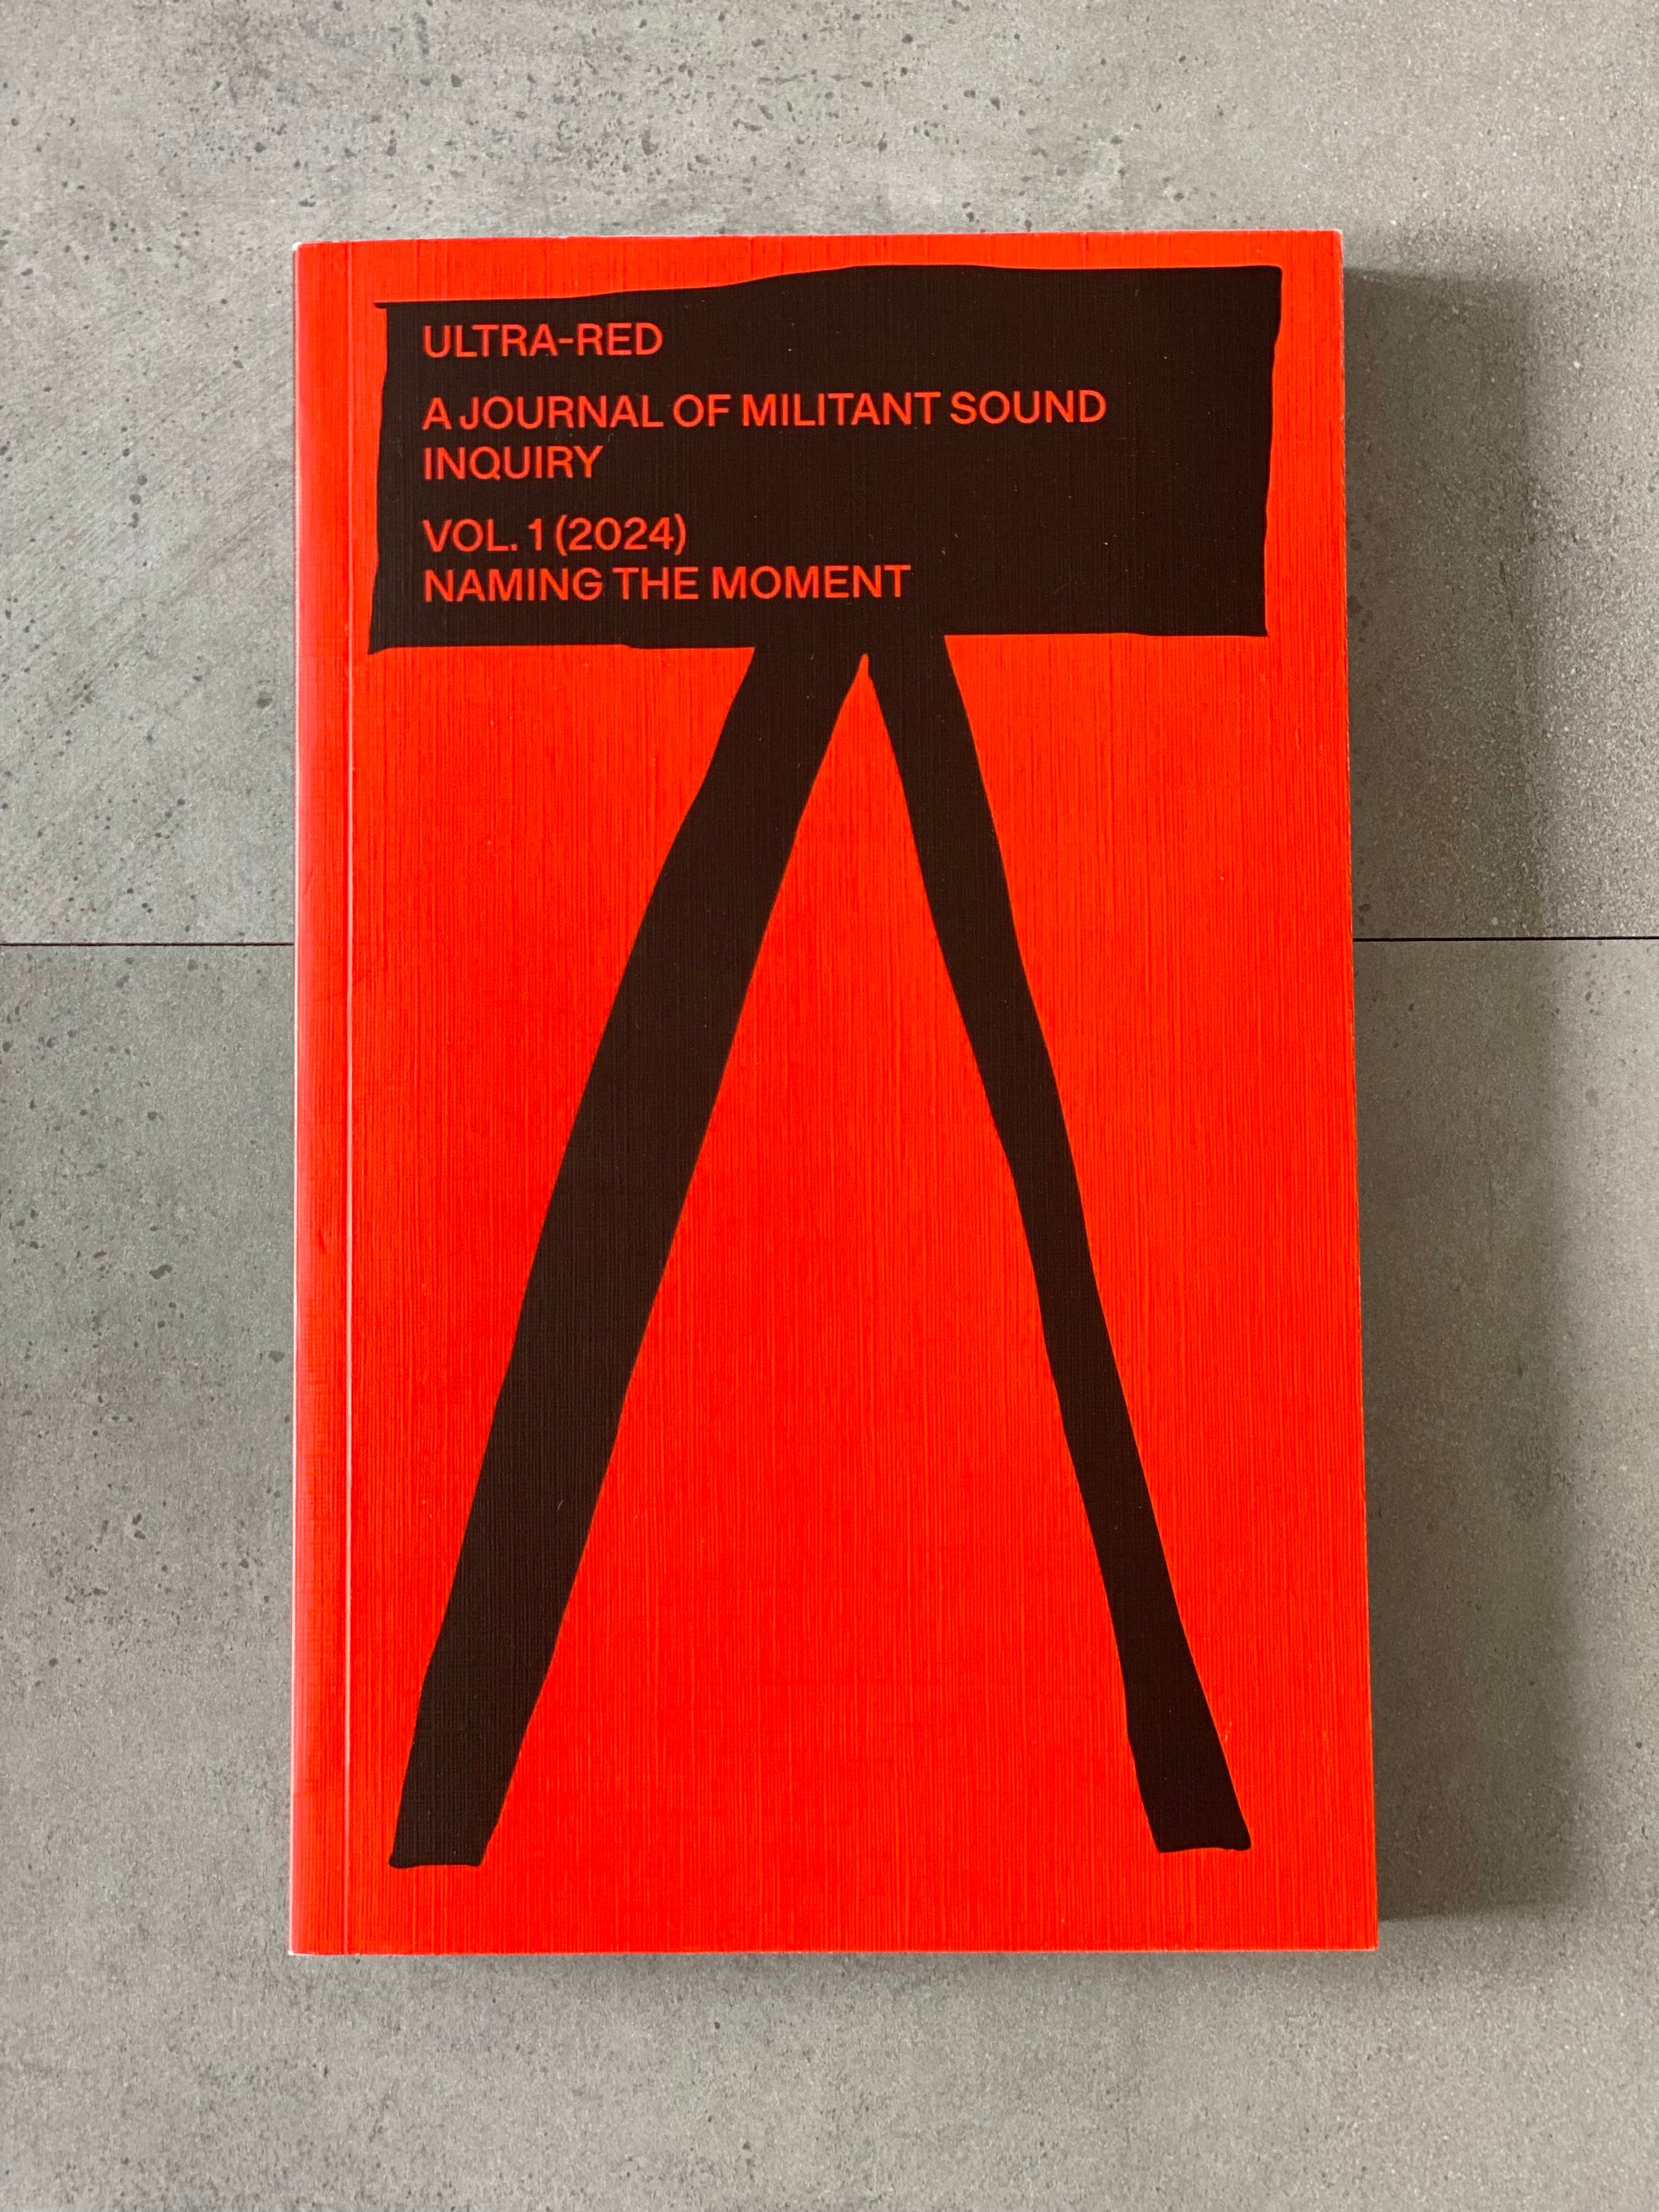 ULTRA-RED
A JOURNAL OF MILITANT SOUND
INQUIRY
VOL. 1 (2024)
NAMING THE MOMENT